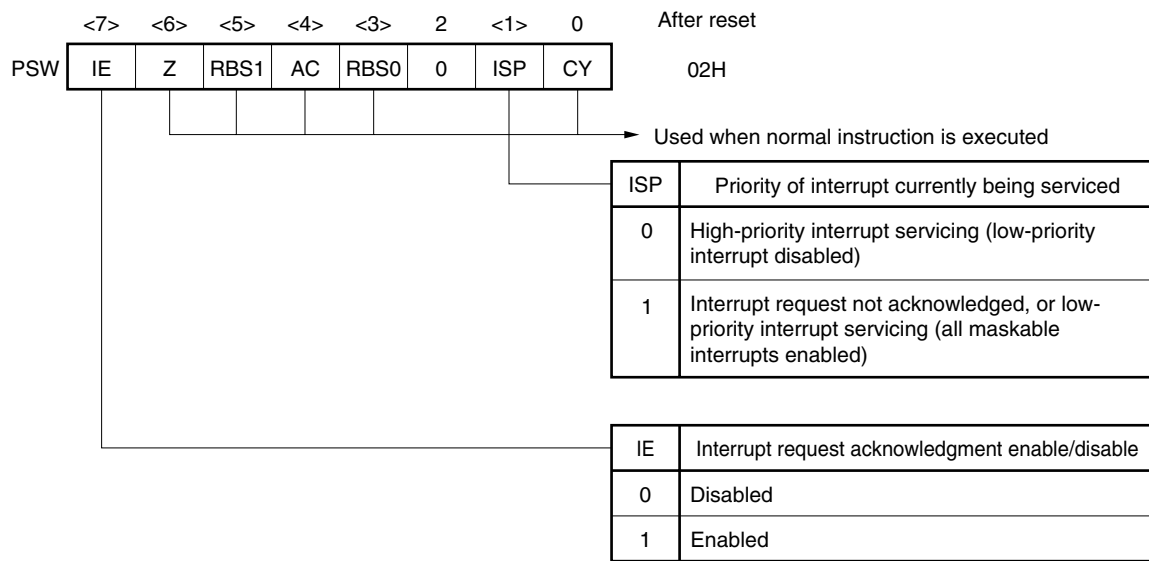 <7> <6> <5> <4> <3> 2 <1> 0 After reset
PSW IE Z RBS1 AC RBS0 0 ISP CY 02H
Used when normal instruction is executed
ISP Priority of interrupt currently being serviced
0 High-priority interrupt servicing (low-priority
interrupt disabled)
1 Interrupt request not acknowledged, or low-
priority interrupt servicing (all maskable
interrupts enabled)
IE Interrupt request acknowledgment enable/disable
0 Disabled
1 Enabled